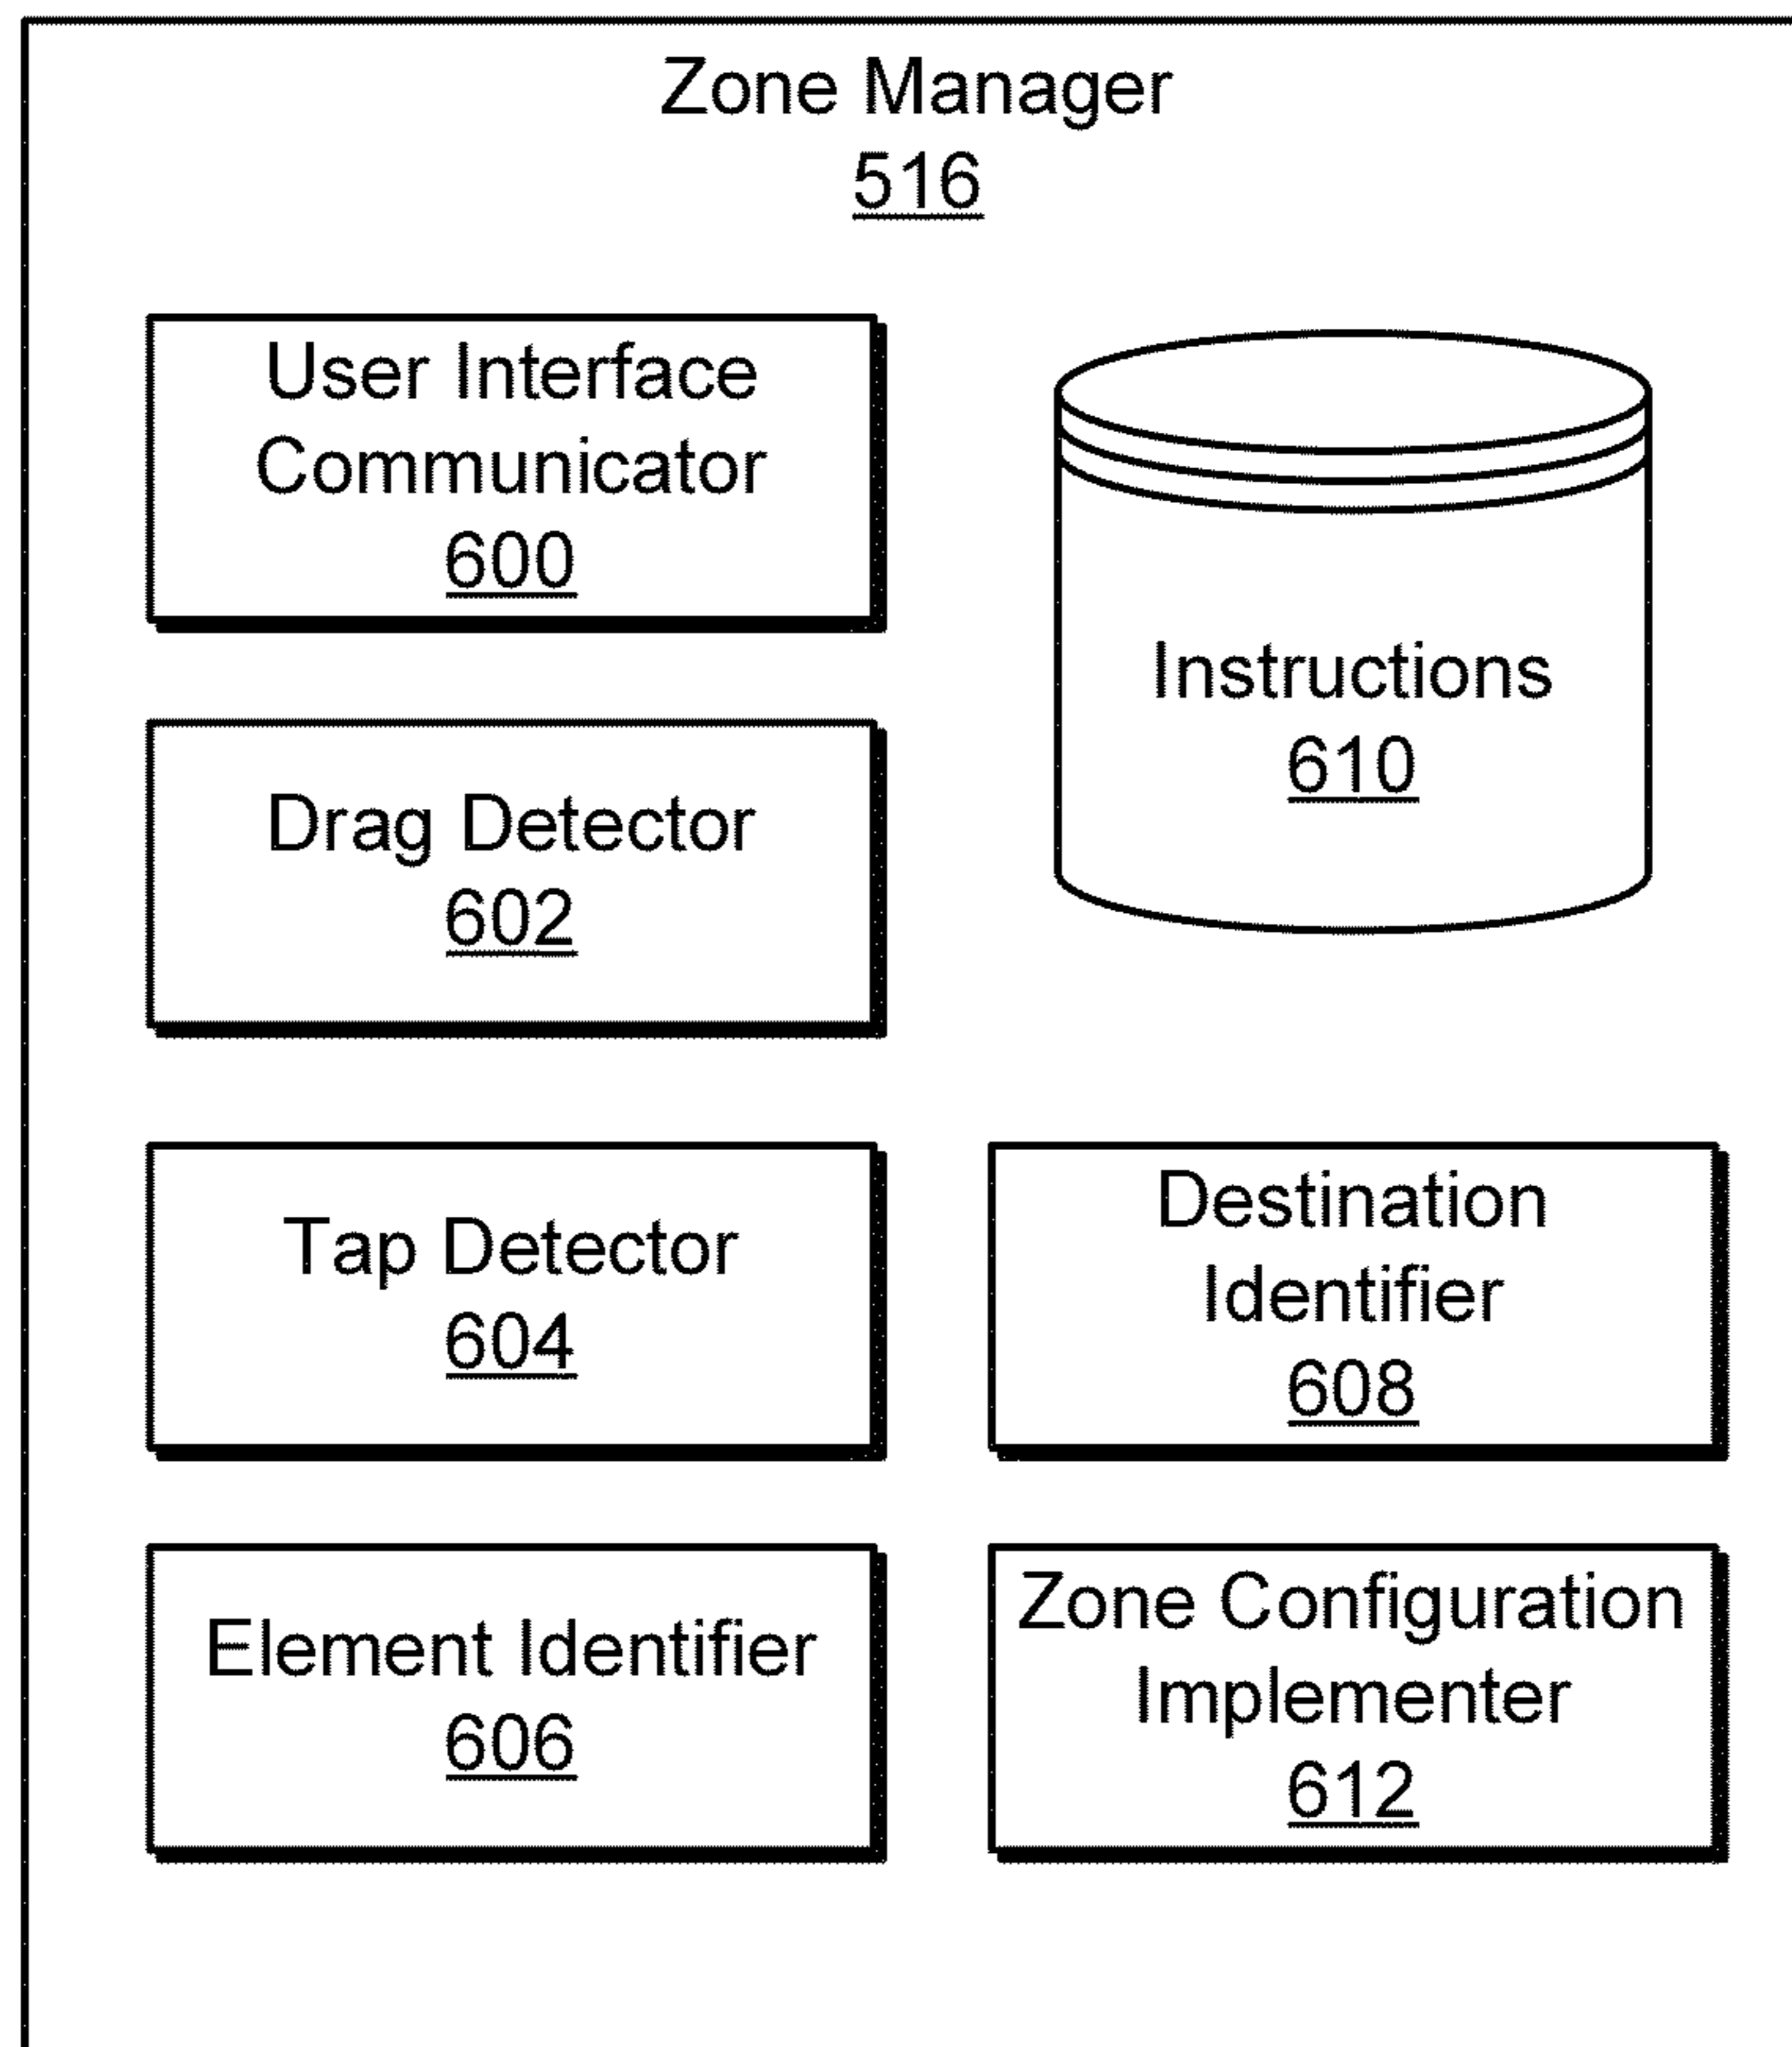 Zone Manager
516
User Interface
Communicator
600
Instructions
610
Drag Detector
602
Tap Detector
604
Destination
Identifier
608
Element Identifier
606
Zone Configuration
Implementer
612